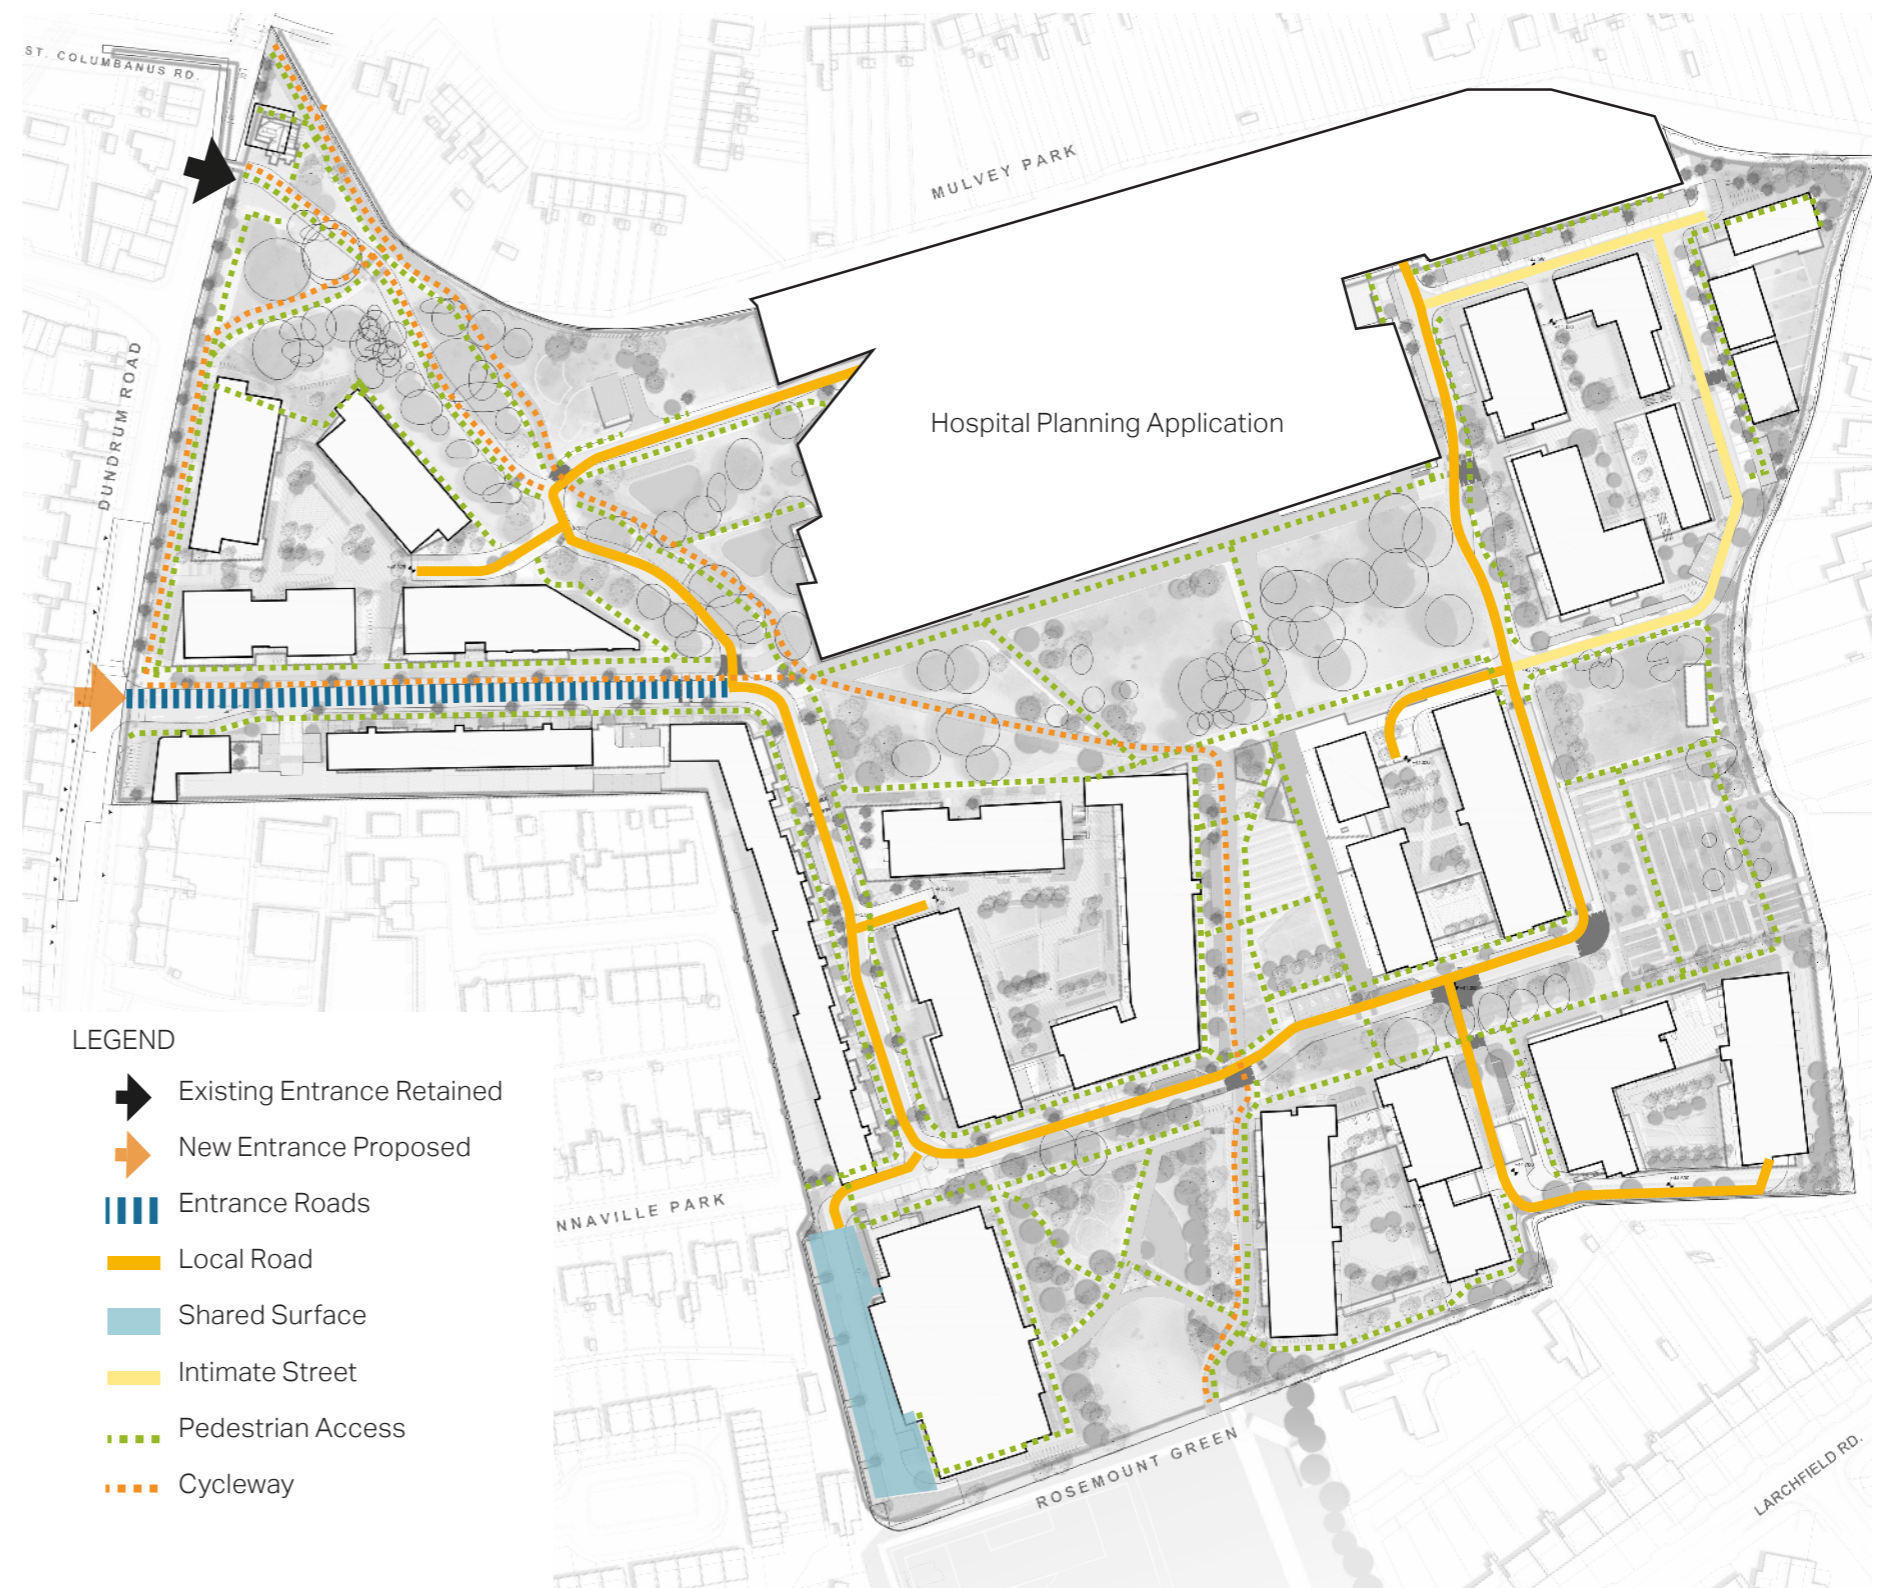 ST. COLUMBANUS RD.
MULVEY PARK
DUNDRUM ROAD
Hospital Planning Application
LEGEND
Existing Entrance Retained
New Entrance Proposed
Entrance Roads
Local Road
Shared Surface
Intimate Street
Pedestrian Access
Cycleway
NNAVILLE PARK
ROSEMOUNT GREEN
LARCHFIELD RD.